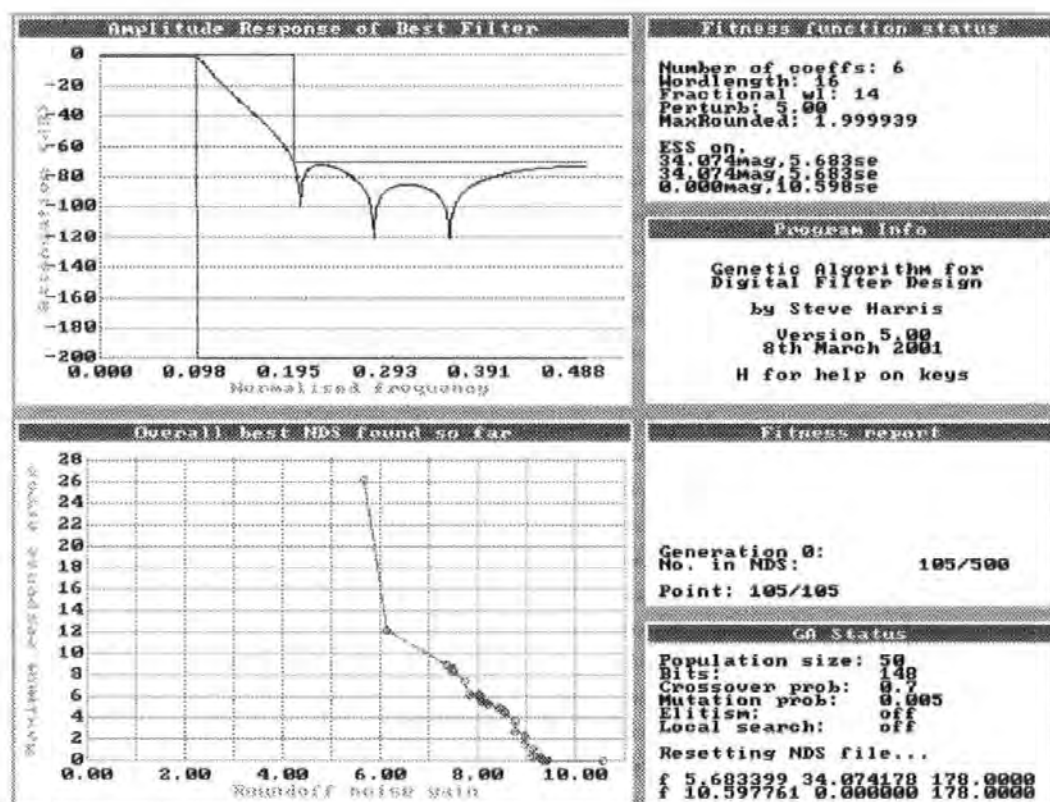 Amplitude Response of Best Filter
0
-20
-40
-60
-80
-100
-120
-140
-160
-180
-200
0.000 0.098 0.195 0.293 0.391 0.488
Normalised frequency
Fitness function status
Number of coeffs: 6
Wordlength: 16
Fractional wl: 14
Perturb: 5.00
MaxRounded: 1.999939
ESS on.
34.074mag,5.683se
34.074mag,5.683se
0.000mag,10.598se
Program Info
Genetic Algorithm for
Digital Filter Design
by Steve Harris
Version 5.00
8th March 2001
H for help on keys
Overall best NDS found so far
Maximum response error
28
26
24
22
20
18
16
14
12
10
8
6
4
2
0
0.00 2.00 4.00 6.00 8.00 10.00
Roundoff noise gain
Fitness report
Generation 0:
No. in NDS: 105/500
Point: 105/105
GA Status
Population size: 50
Bits: 148
Crossover prob: 0.7
Mutation prob: 0.005
Elitism: off
Local search: off
Resetting NDS file...
f 5.683399 34.074178 178.0000
f 10.597761 0.000000 178.0000